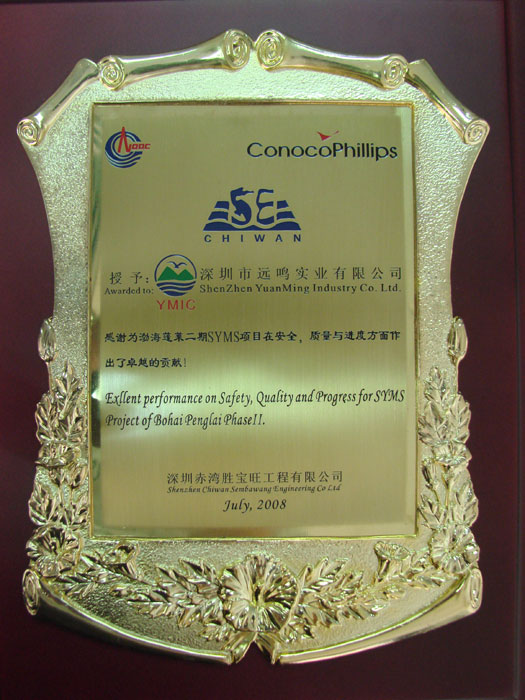 CNOOC
ConocoPhillips
CHIWAN
授予: 深圳市远鸣实业有限公司
Awarded to: ShenZhen YuanMing Industry Co. Ltd.
YMIC
感谢为渤海蓬莱二期SYMS项目在安全, 质量与进度方面作
出了卓越的贡献!
Exllent performance on Safety, Quality and Progress for SYMS
Project of Bohai Penglai Phase!!.
深圳赤湾胜宝旺工程有限公司
Shenzhen Chiwan Sembawang Engineering Co Ltd
July, 2008